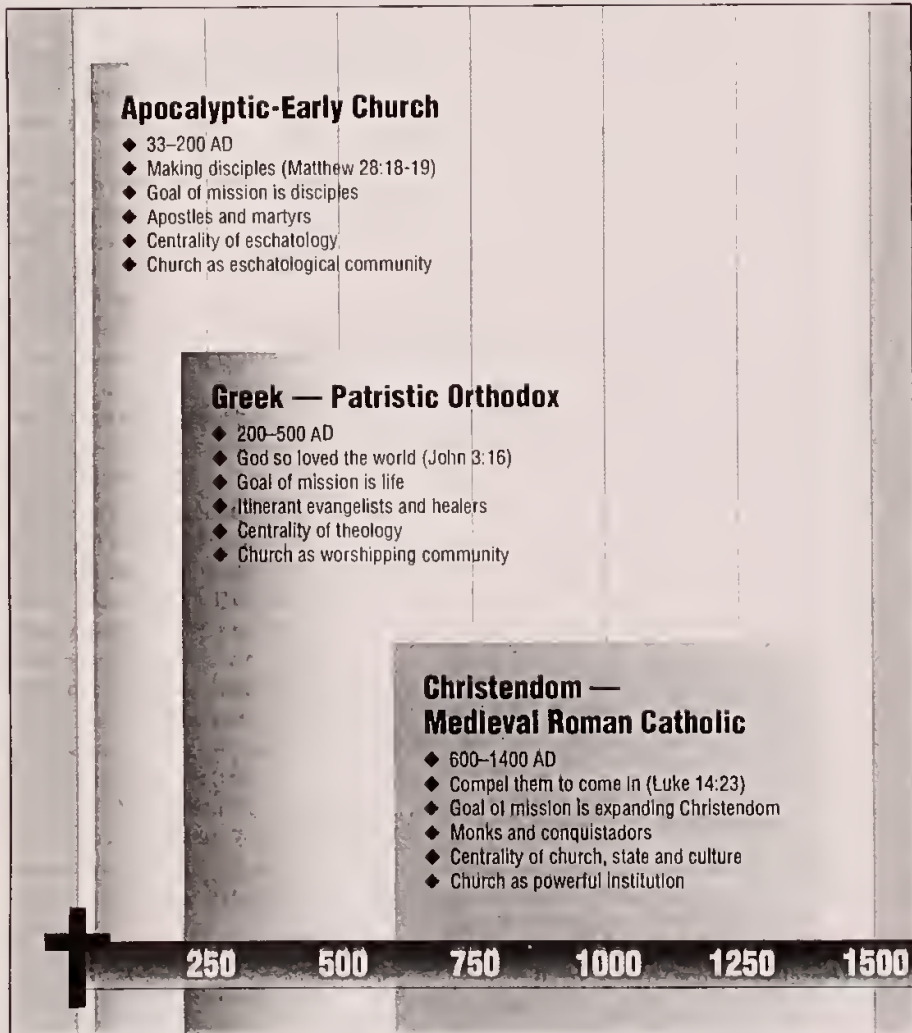 Apocalyptic-Early Church
◆ 33–200 AD
◆ Making disciples (Matthew 28:18-19)
◆ Goal of mission is disciples
◆ Apostles and martyrs
◆ Centrality of eschatology
◆ Church as eschatological community
Greek — Patristic Orthodox
◆ 200–500 AD
◆ God so loved the world (John 3:16)
◆ Goal of mission is life
◆ Itinerant evangelists and healers
◆ Centrality of theology
◆ Church as worshipping community
Christendom —
Medieval Roman Catholic
◆ 600–1400 AD
◆ Compel them to come in (Luke 14:23)
◆ Goal of mission is expanding Christendom
◆ Monks and conquistadors
◆ Centrality of church, state and culture
◆ Church as powerful institution
250 500 750 1000 1250 1500